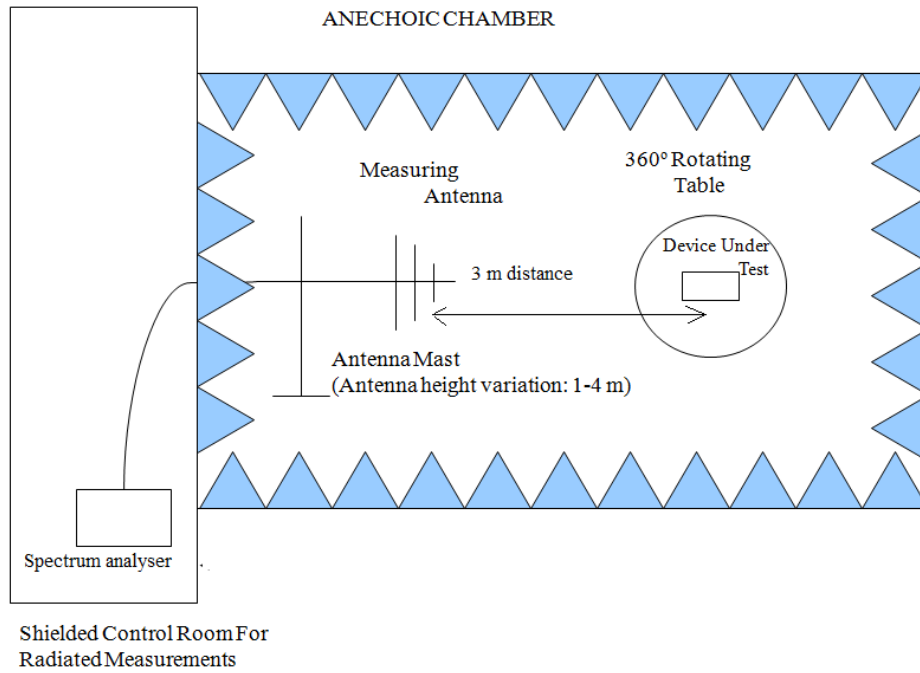 ANECHOIC CHAMBER
Measuring
Antenna
360° Rotating
Table
Device Under
Test
3 m distance
Antenna Mast
(Antenna height variation: 1-4 m)
Spectrum analyser
Shielded Control Room For
Radiated Measurements